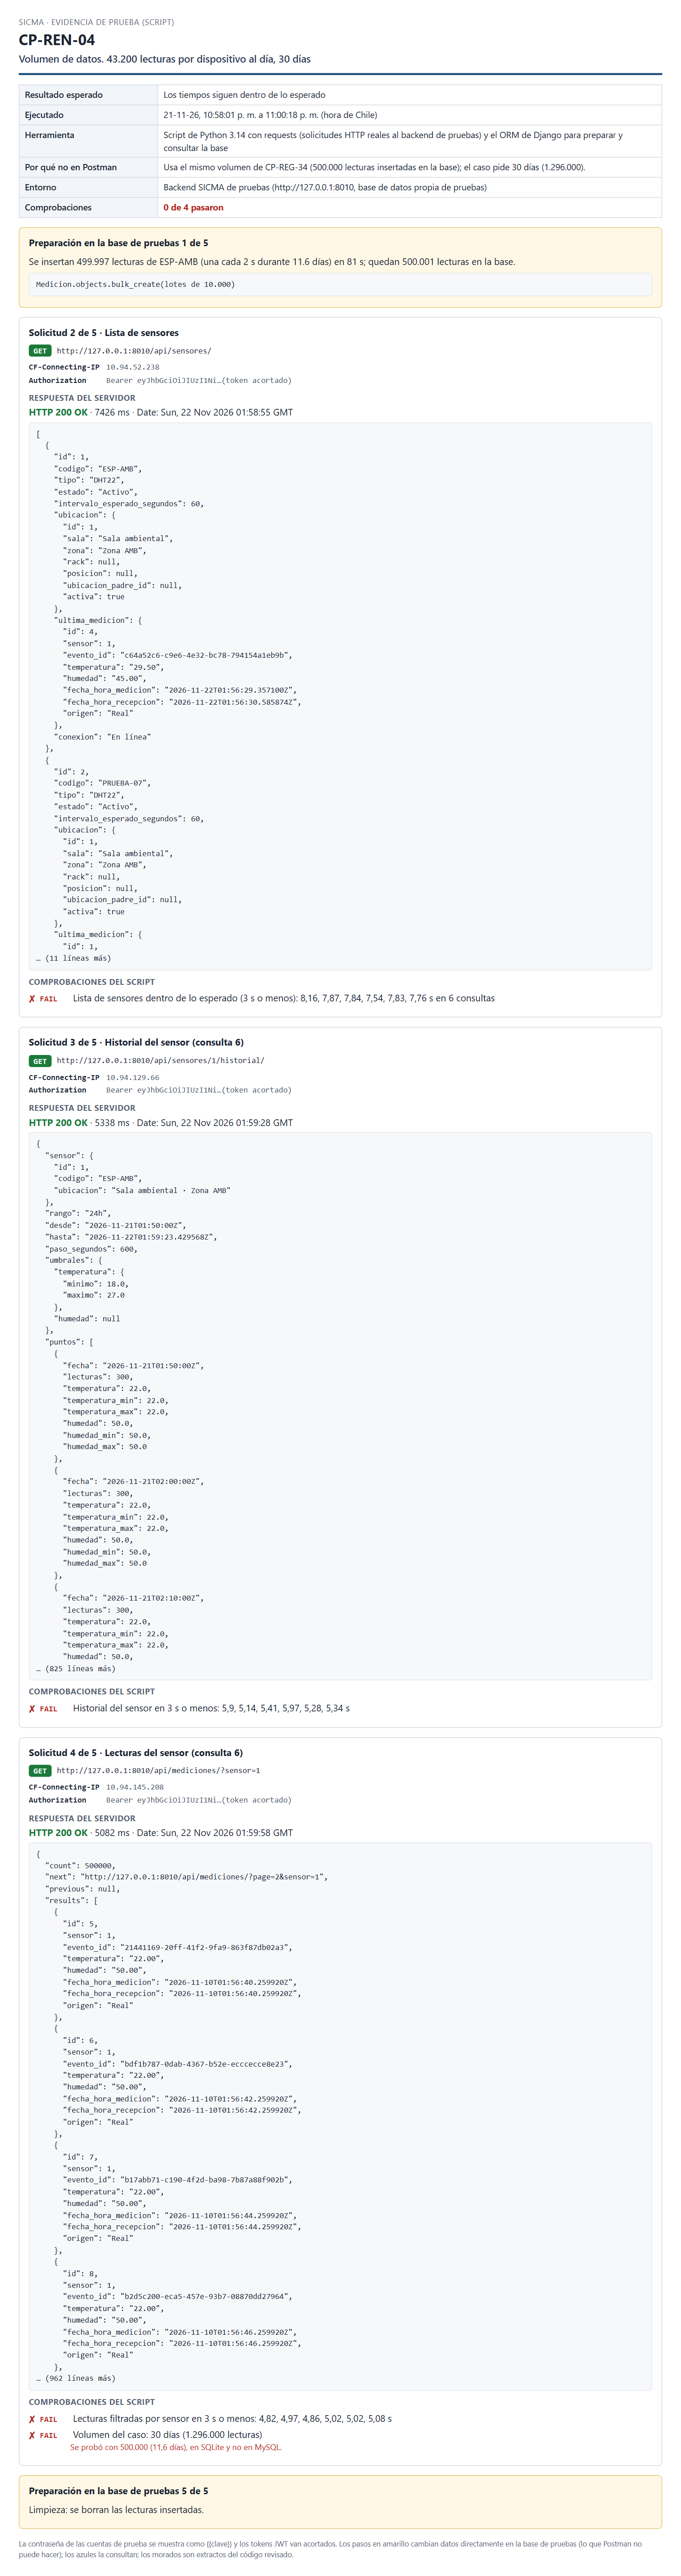 SICMA · EVIDENCIA DE PRUEBA (SCRIPT)
CP-REN-04
Volumen de datos. 43.200 lecturas por dispositivo al día, 30 días
Resultado esperado Los tiempos siguen dentro de lo esperado
Ejecutado 21-11-26, 10:58:01 p. m. a 11:00:18 p. m. (hora de Chile)
Herramienta Script de Python 3.14 con requests (solicitudes HTTP reales al backend de pruebas) y el ORM de Django para preparar y
consultar la base
Por qué no en Postman Usa el mismo volumen de CP-REG-34 (500.000 lecturas insertadas en la base); el caso pide 30 días (1.296.000).
Entorno Backend SICMA de pruebas (http://127.0.0.1:8010, base de datos propia de pruebas)
Comprobaciones 0 de 4 pasaron
Preparación en la base de pruebas 1 de 5
Se insertan 499.997 lecturas de ESP-AMB (una cada 2 s durante 11.6 días) en 81 s; quedan 500.001 lecturas en la base.
Medicion.objects.bulk_create(lotes de 10.000)
Solicitud 2 de 5 · Lista de sensores
GET http://127.0.0.1:8010/api/sensores/
CF-Connecting-IP 10.94.52.238
Authorization Bearer eyJhbGciOiJIUzI1Ni…(token acortado)
RESPUESTA DEL SERVIDOR
HTTP 200 OK · 7426 ms · Date: Sun, 22 Nov 2026 01:58:55 GMT
[
{
"id": 1,
"codigo": "ESP-AMB",
"tipo": "DHT22",
"estado": "Activo",
"intervalo_esperado_segundos": 60,
"ubicacion": {
"id": 1,
"sala": "Sala ambiental",
"zona": "Zona AMB",
"rack": null,
"posicion": null,
"ubicacion_padre_id": null,
"activa": true
},
"ultima_medicion": {
"id": 4,
"sensor": 1,
"evento_id": "c64a52c6-c9e6-4e32-bc78-794154a1eb9b",
"temperatura": "29.50",
"humedad": "45.00",
"fecha_hora_medicion": "2026-11-22T01:56:29.357100Z",
"fecha_hora_recepcion": "2026-11-22T01:56:30.585874Z",
"origen": "Real"
},
"conexion": "En línea"
},
{
"id": 2,
"codigo": "PRUEBA-07",
"tipo": "DHT22",
"estado": "Activo",
"intervalo_esperado_segundos": 60,
"ubicacion": {
"id": 1,
"sala": "Sala ambiental",
"zona": "Zona AMB",
"rack": null,
"posicion": null,
"ubicacion_padre_id": null,
"activa": true
},
"ultima_medicion": {
"id": 1,
… (11 líneas más)
COMPROBACIONES DEL SCRIPT
✗ FAIL Lista de sensores dentro de lo esperado (3 s o menos): 8,16, 7,87, 7,84, 7,54, 7,83, 7,76 s en 6 consultas
Solicitud 3 de 5 · Historial del sensor (consulta 6)
GET http://127.0.0.1:8010/api/sensores/1/historial/
CF-Connecting-IP 10.94.129.66
Authorization Bearer eyJhbGciOiJIUzI1Ni…(token acortado)
RESPUESTA DEL SERVIDOR
HTTP 200 OK · 5338 ms · Date: Sun, 22 Nov 2026 01:59:28 GMT
{
"sensor": {
"id": 1,
"codigo": "ESP-AMB",
"ubicacion": "Sala ambiental · Zona AMB"
},
"rango": "24h",
"desde": "2026-11-21T01:50:00Z",
"hasta": "2026-11-22T01:59:23.429568Z",
"paso_segundos": 600,
"umbrales": {
"temperatura": {
"minimo": 18.0,
"maximo": 27.0
},
"humedad": null
},
"puntos": [
{
"fecha": "2026-11-21T01:50:00Z",
"lecturas": 300,
"temperatura": 22.0,
"temperatura_min": 22.0,
"temperatura_max": 22.0,
"humedad": 50.0,
"humedad_min": 50.0,
"humedad_max": 50.0
},
{
"fecha": "2026-11-21T02:00:00Z",
"lecturas": 300,
"temperatura": 22.0,
"temperatura_min": 22.0,
"temperatura_max": 22.0,
"humedad": 50.0,
"humedad_min": 50.0,
"humedad_max": 50.0
},
{
"fecha": "2026-11-21T02:10:00Z",
"lecturas": 300,
"temperatura": 22.0,
"temperatura_min": 22.0,
"temperatura_max": 22.0,
"humedad": 50.0,
… (825 líneas más)
COMPROBACIONES DEL SCRIPT
✗ FAIL Historial del sensor en 3 s o menos: 5,9, 5,14, 5,41, 5,97, 5,28, 5,34 s
Solicitud 4 de 5 · Lecturas del sensor (consulta 6)
GET http://127.0.0.1:8010/api/mediciones/?sensor=1
CF-Connecting-IP 10.94.145.208
Authorization Bearer eyJhbGciOiJIUzI1Ni…(token acortado)
RESPUESTA DEL SERVIDOR
HTTP 200 OK · 5082 ms · Date: Sun, 22 Nov 2026 01:59:58 GMT
{
"count": 500000,
"next": "http://127.0.0.1:8010/api/mediciones/?page=2&sensor=1",
"previous": null,
"results": [
{
"id": 5,
"sensor": 1,
"evento_id": "21441169-20ff-41f2-9fa9-863f87db02a3",
"temperatura": "22.00",
"humedad": "50.00",
"fecha_hora_medicion": "2026-11-10T01:56:40.259920Z",
"fecha_hora_recepcion": "2026-11-10T01:56:40.259920Z",
"origen": "Real"
},
{
"id": 6,
"sensor": 1,
"evento_id": "bdf1b787-0dab-4367-b52e-ecccecce8e23",
"temperatura": "22.00",
"humedad": "50.00",
"fecha_hora_medicion": "2026-11-10T01:56:42.259920Z",
"fecha_hora_recepcion": "2026-11-10T01:56:42.259920Z",
"origen": "Real"
},
{
"id": 7,
"sensor": 1,
"evento_id": "b17abb71-c190-4f2d-ba98-7b87a88f902b",
"temperatura": "22.00",
"humedad": "50.00",
"fecha_hora_medicion": "2026-11-10T01:56:44.259920Z",
"fecha_hora_recepcion": "2026-11-10T01:56:44.259920Z",
"origen": "Real"
},
{
"id": 8,
"sensor": 1,
"evento_id": "b2d5c200-eca5-457e-93b7-08870dd27964",
"temperatura": "22.00",
"humedad": "50.00",
"fecha_hora_medicion": "2026-11-10T01:56:46.259920Z",
"fecha_hora_recepcion": "2026-11-10T01:56:46.259920Z",
"origen": "Real"
},
… (962 líneas más)
COMPROBACIONES DEL SCRIPT
✗ FAIL Lecturas filtradas por sensor en 3 s o menos: 4,82, 4,97, 4,86, 5,02, 5,02, 5,08 s
✗ FAIL Volumen del caso: 30 días (1.296.000 lecturas)
Se probó con 500.000 (11,6 días), en SQLite y no en MySQL.
Preparación en la base de pruebas 5 de 5
Limpieza: se borran las lecturas insertadas.
La contraseña de las cuentas de prueba se muestra como {{clave}} y los tokens JWT van acortados. Los pasos en amarillo cambian datos directamente en la base de pruebas (lo que Postman no
puede hacer); los azules la consultan; los morados son extractos del código revisado.